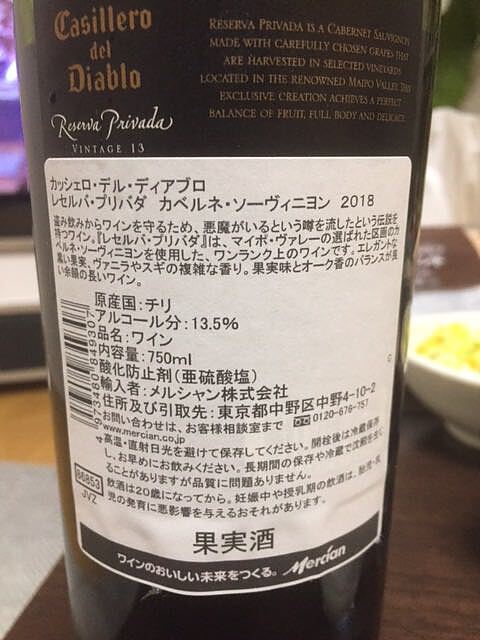 Casillero
del
Diablo
Reserva Privada
VINTAGE 13
RESERVA PRIVADA IS A CABERNET SAUVIGNON
MADE WITH CAREFULLY CHOSEN GRAPES THAT
ARE HARVESTED IN SELECTED VINEYARDS
LOCATED IN THE RENOWNED MAIPO VALLEY. THIS
EXCLUSIVE CREATION ACHIEVES A PERFECT
BALANCE OF FRUIT, FULL BODY AND DELICATE
カッシェロ・デル・ディアブロ
レセルバ・プリバダ カベルネ・ソーヴィニヨン 2018
盗み飲みからワインを守るため、悪魔がいるという噂を流したという伝説を
持つワイン。『レセルバ・プリバダ』は、マイポ・ヴァレーの選ばれた区画のカ
ベルネ・ソーヴィニヨンを使用した、ワンランク上のワインです。エレガントな
黒い果実、ヴァニラやスギの複雑な香り。果実味とオーク香のバランスが良
い余韻の長いワイン。
原産国：チリ
アルコール分：13.5%
品名：ワイン
内容量：750ml
酸化防止剤（亜硫酸塩）
輸入者：メルシャン株式会社
住所及び引取先：東京都中野区中野4-10-2
お問い合わせは、お客様相談室まで 0120-676-757
www.mercian.co.jp
高温・直射日光を避けて保存してください。開栓後は冷蔵保存
し、お早めにお飲みください。長期間の保存や冷蔵で沈殿を生じ
ることがありますが品質に問題ありません。
飲酒は20歳になってから。妊娠中や授乳期の飲酒は、胎児・乳
児の発育に悪影響を与えるおそれがあります。
4 973480 849307
86853
JVZ
果実酒
ワインのおいしい未来をつくる。 Mercian